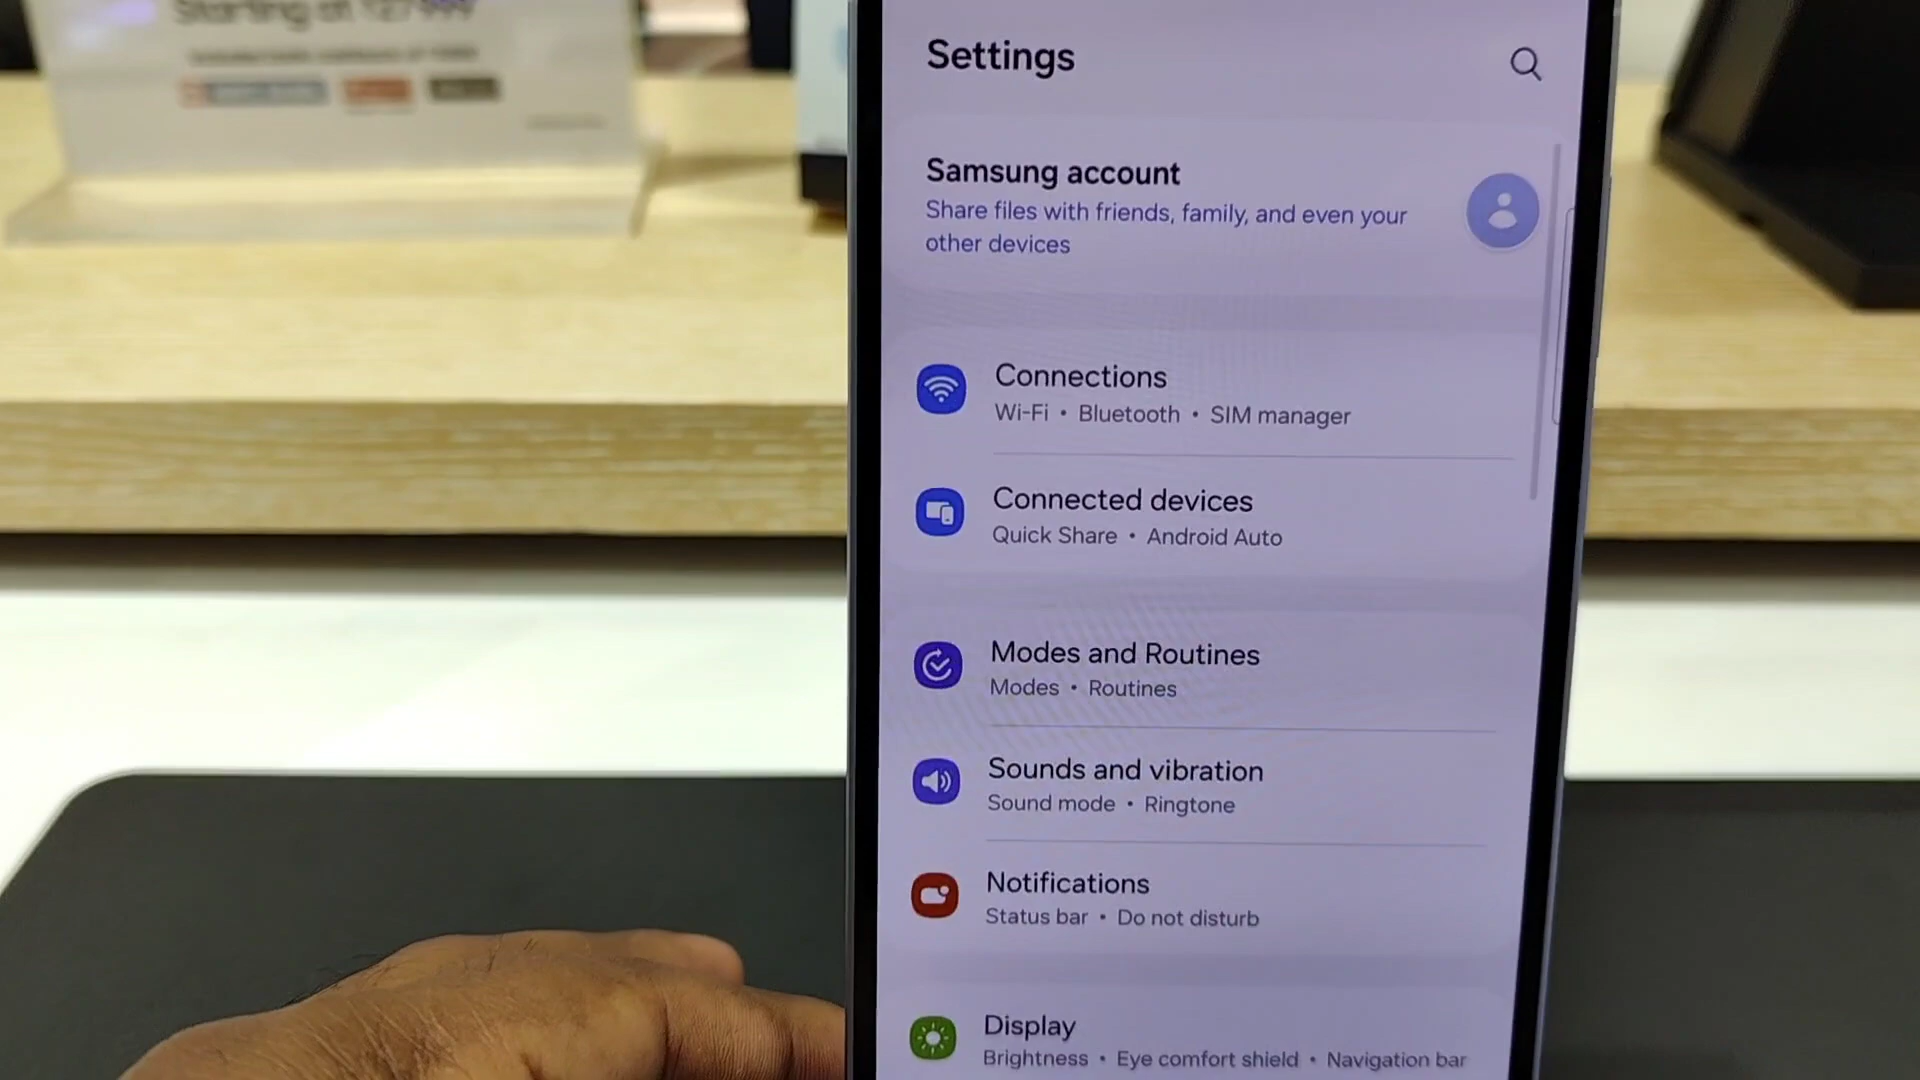 Starting at
Settings
Samsung account
Share files with friends, family, and even your
other devices
Connections
Wi-Fi • Bluetooth • SIM manager
Connected devices
Quick Share • Android Auto
Modes and Routines
Modes • Routines
Sounds and vibration
Sound mode • Ringtone
Notifications
Status bar • Do not disturb
Display
Brightness • Eye comfort shield • Navigation bar